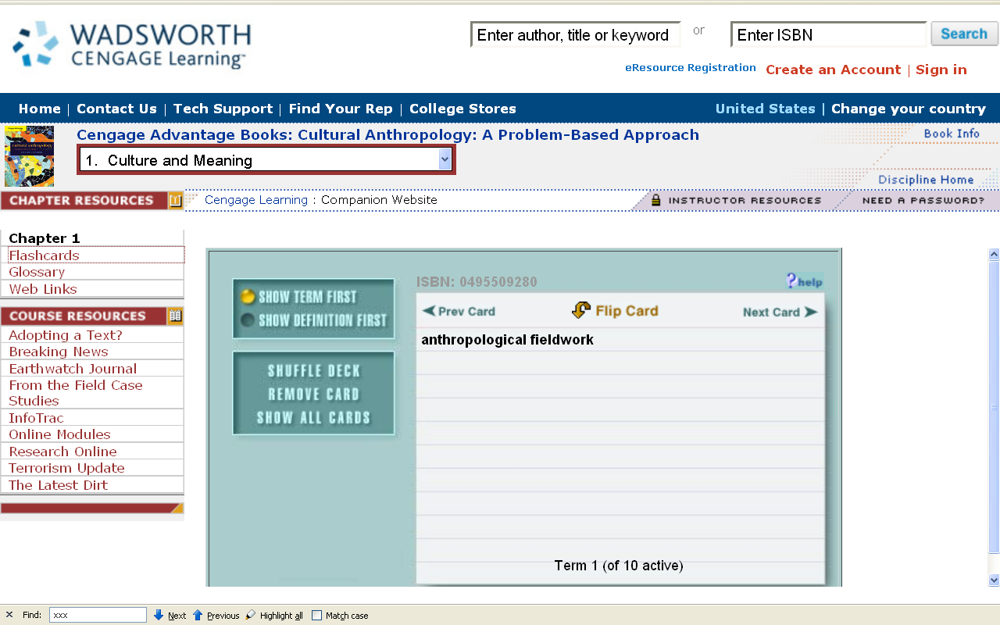 WADSWORTH
CENGAGE Learning™
Enter author, title or keyword or Enter ISBN Search
eResource Registration Create an Account | Sign in
Home | Contact Us | Tech Support | Find Your Rep | College Stores United States | Change your country
Cengage Advantage Books: Cultural Anthropology: A Problem-Based Approach
Book Info
1. Culture and Meaning
Discipline Home
CHAPTER RESOURCES
Cengage Learning : Companion Website
INSTRUCTOR RESOURCES
NEED A PASSWORD?
Chapter 1
Flashcards
Glossary
Web Links
COURSE RESOURCES
Adopting a Text?
Breaking News
Earthwatch Journal
From the Field Case
Studies
InfoTrac
Online Modules
Research Online
Terrorism Update
The Latest Dirt
SHOW TERM FIRST
SHOW DEFINITION FIRST
SHUFFLE DECK
REMOVE CARD
SHOW ALL CARDS
ISBN: 0495509280
?help
Prev Card Flip Card Next Card
anthropological fieldwork
Term 1 (of 10 active)
Find: xxx Next Previous Highlight all Match case